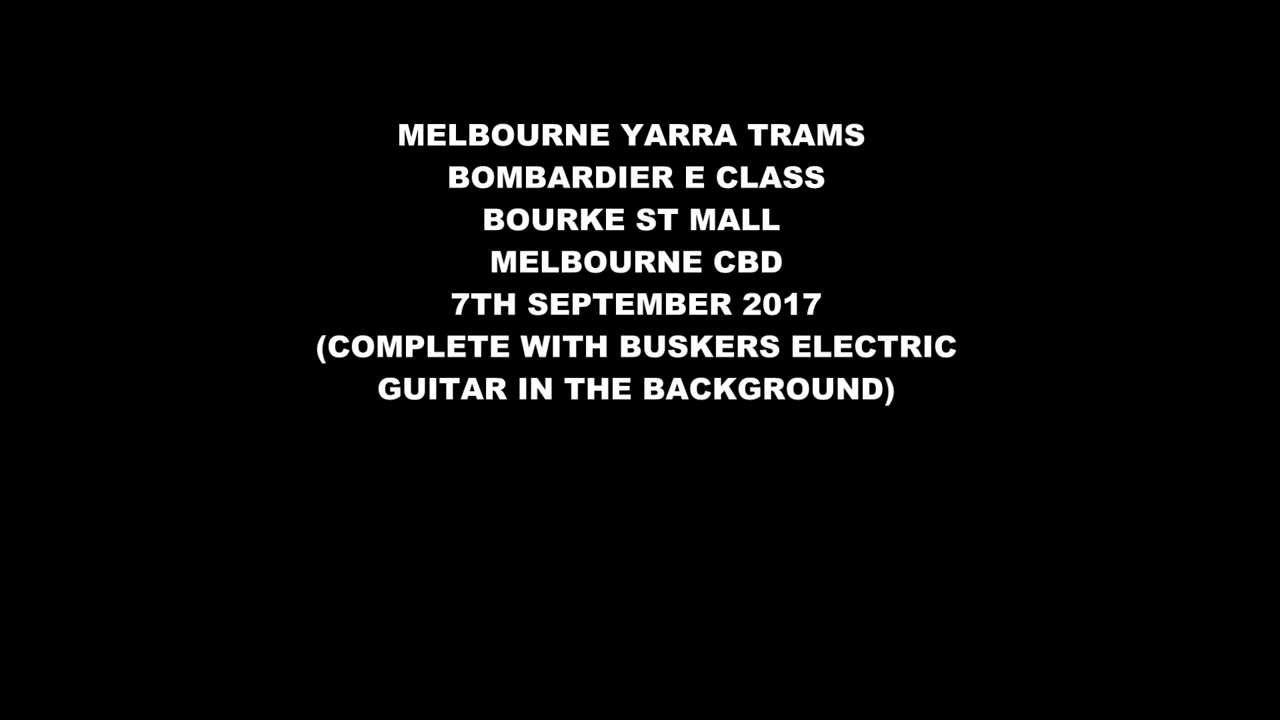 MELBOURNE YARRA TRAMS
BOMBARDIER E CLASS
BOURKE ST MALL
MELBOURNE CBD
7TH SEPTEMBER 2017
(COMPLETE WITH BUSKERS ELECTRIC
GUITAR IN THE BACKGROUND)